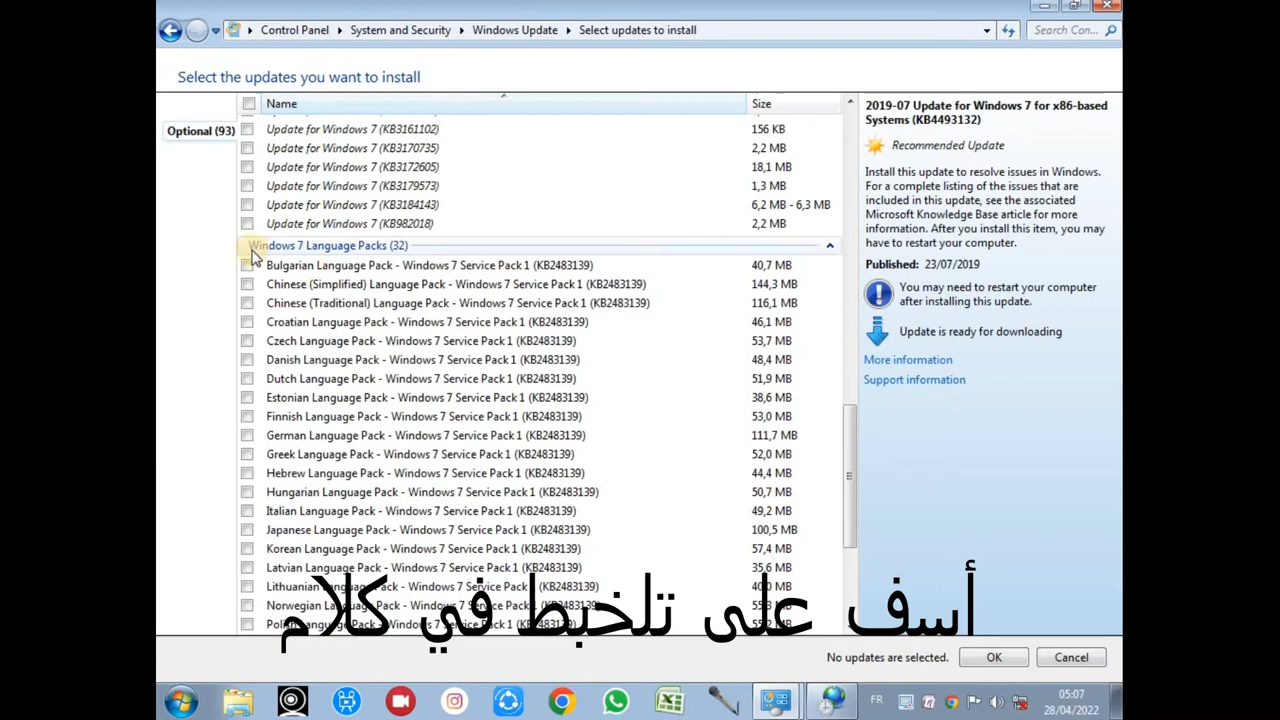 Control Panel
System and Security
Windows Update
Select updates to install
Search Con...
Select the updates you want to install
Name
Size
Optional (93)
Update for Windows 7 (KB3161102) 156 KB
Update for Windows 7 (KB3170735) 2,2 MB
Update for Windows 7 (KB3172605) 18,1 MB
Update for Windows 7 (KB3179573) 1,3 MB
Update for Windows 7 (KB3184143) 6,2 MB - 6,3 MB
Update for Windows 7 (KB982018) 2,2 MB
Windows 7 Language Packs (32)
Bulgarian Language Pack - Windows 7 Service Pack 1 (KB2483139) 40,7 MB
Chinese (Simplified) Language Pack - Windows 7 Service Pack 1 (KB2483139) 144,3 MB
Chinese (Traditional) Language Pack - Windows 7 Service Pack 1 (KB2483139) 116,1 MB
Croatian Language Pack - Windows 7 Service Pack 1 (KB2483139) 46,1 MB
Czech Language Pack - Windows 7 Service Pack 1 (KB2483139) 53,7 MB
Danish Language Pack - Windows 7 Service Pack 1 (KB2483139) 48,4 MB
Dutch Language Pack - Windows 7 Service Pack 1 (KB2483139) 51,9 MB
Estonian Language Pack - Windows 7 Service Pack 1 (KB2483139) 38,6 MB
Finnish Language Pack - Windows 7 Service Pack 1 (KB2483139) 53,0 MB
German Language Pack - Windows 7 Service Pack 1 (KB2483139) 111,7 MB
Greek Language Pack - Windows 7 Service Pack 1 (KB2483139) 52,0 MB
Hebrew Language Pack - Windows 7 Service Pack 1 (KB2483139) 44,4 MB
Hungarian Language Pack - Windows 7 Service Pack 1 (KB2483139) 50,7 MB
Italian Language Pack - Windows 7 Service Pack 1 (KB2483139) 49,2 MB
Japanese Language Pack - Windows 7 Service Pack 1 (KB2483139) 100,5 MB
Korean Language Pack - Windows 7 Service Pack 1 (KB2483139) 57,4 MB
Latvian Language Pack - Windows 7 Service Pack 1 (KB2483139) 35,6 MB
Lithuanian Language Pack - Windows 7 Service Pack 1 (KB2483139)
Norwegian Language Pack - Windows 7 Service Pack 1 (KB2483139)
2019-07 Update for Windows 7 for x86-based
Systems (KB4493132)
Recommended Update
Install this update to resolve issues in Windows.
For a complete listing of the issues that are
included in this update, see the associated
Microsoft Knowledge Base article for more
information. After you install this item, you may
have to restart your computer.
Published: 23/07/2019
You may need to restart your computer
after installing this update.
Update is ready for downloading
More information
Support information
أسف على تلخبط في كلام
No updates are selected.
OK
Cancel
FR
05:07
28/04/2022